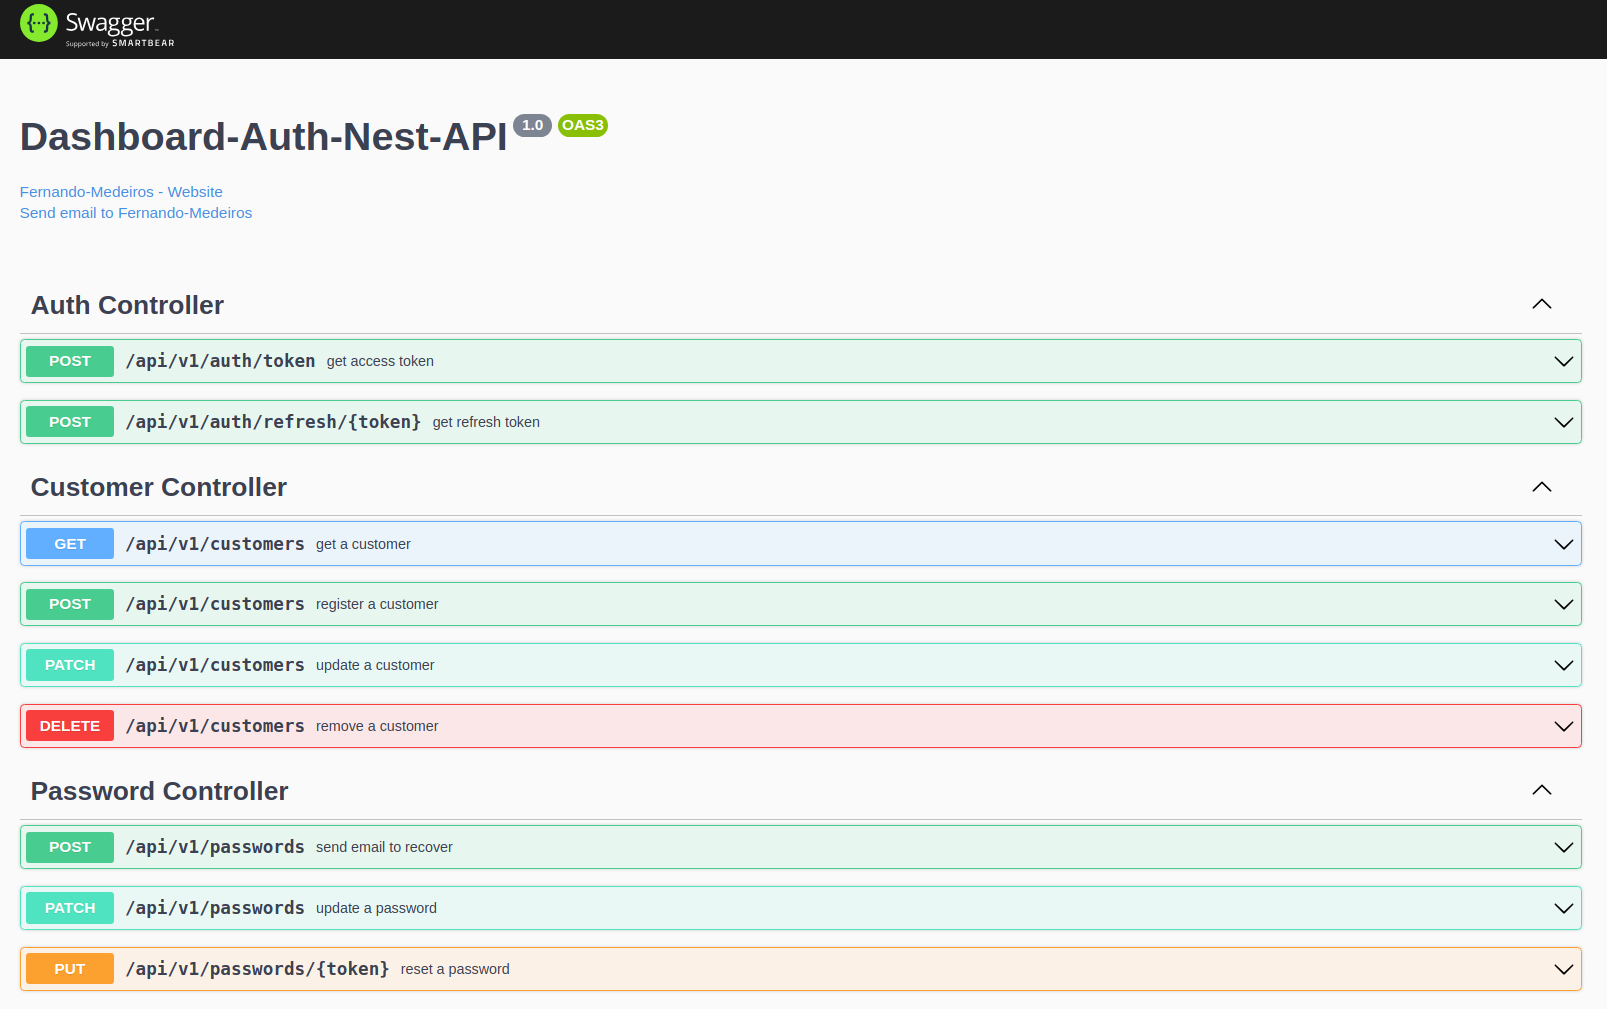 {···} Swagger
Supported by SMARTBEAR
Dashboard-Auth-Nest-API 1.0 OAS3
Fernando-Medeiros - Website
Send email to Fernando-Medeiros
Auth Controller
POST /api/v1/auth/token get access token
POST /api/v1/auth/refresh/{token} get refresh token
Customer Controller
GET /api/v1/customers get a customer
POST /api/v1/customers register a customer
PATCH /api/v1/customers update a customer
DELETE /api/v1/customers remove a customer
Password Controller
POST /api/v1/passwords send email to recover
PATCH /api/v1/passwords update a password
PUT /api/v1/passwords/{token} reset a password